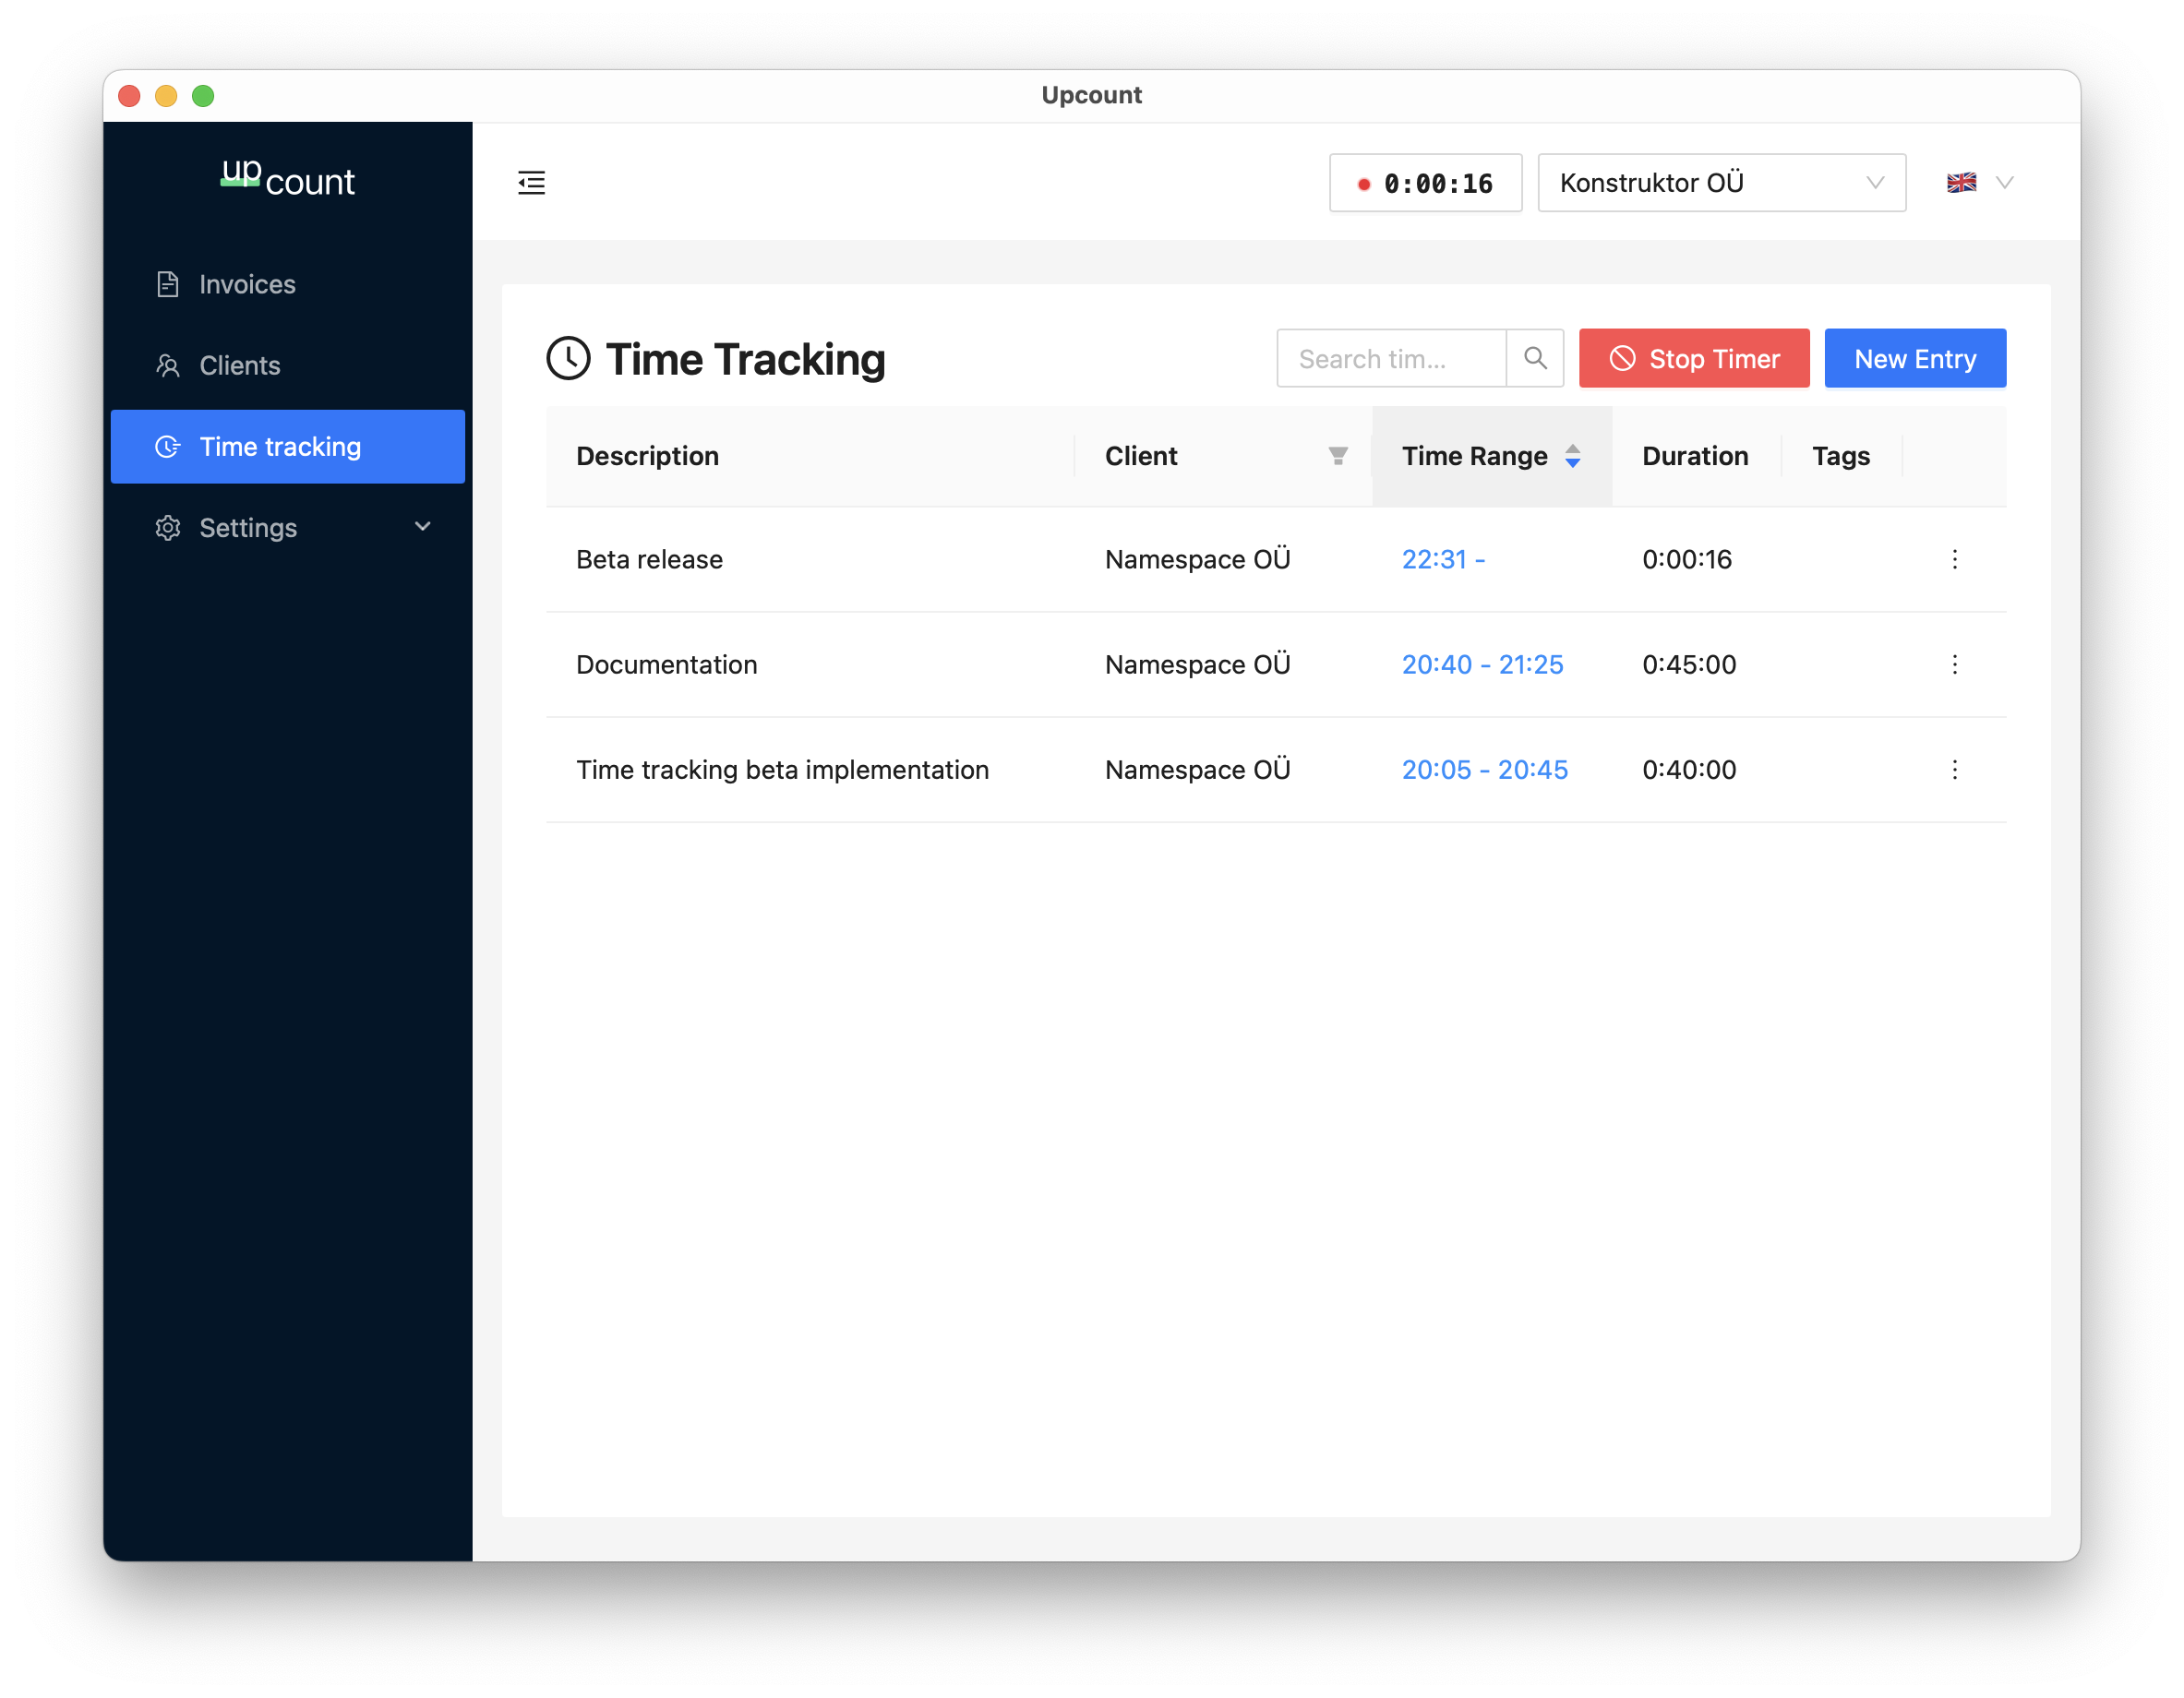 Upcount
up count
0:00:16 Konstruktor OÜ
Invoices
Clients
Time tracking
Settings
Time Tracking Search tim... Stop Timer New Entry
Description Client Time Range Duration Tags
Beta release Namespace OÜ 22:31 - 0:00:16
Documentation Namespace OÜ 20:40 - 21:25 0:45:00
Time tracking beta implementation Namespace OÜ 20:05 - 20:45 0:40:00